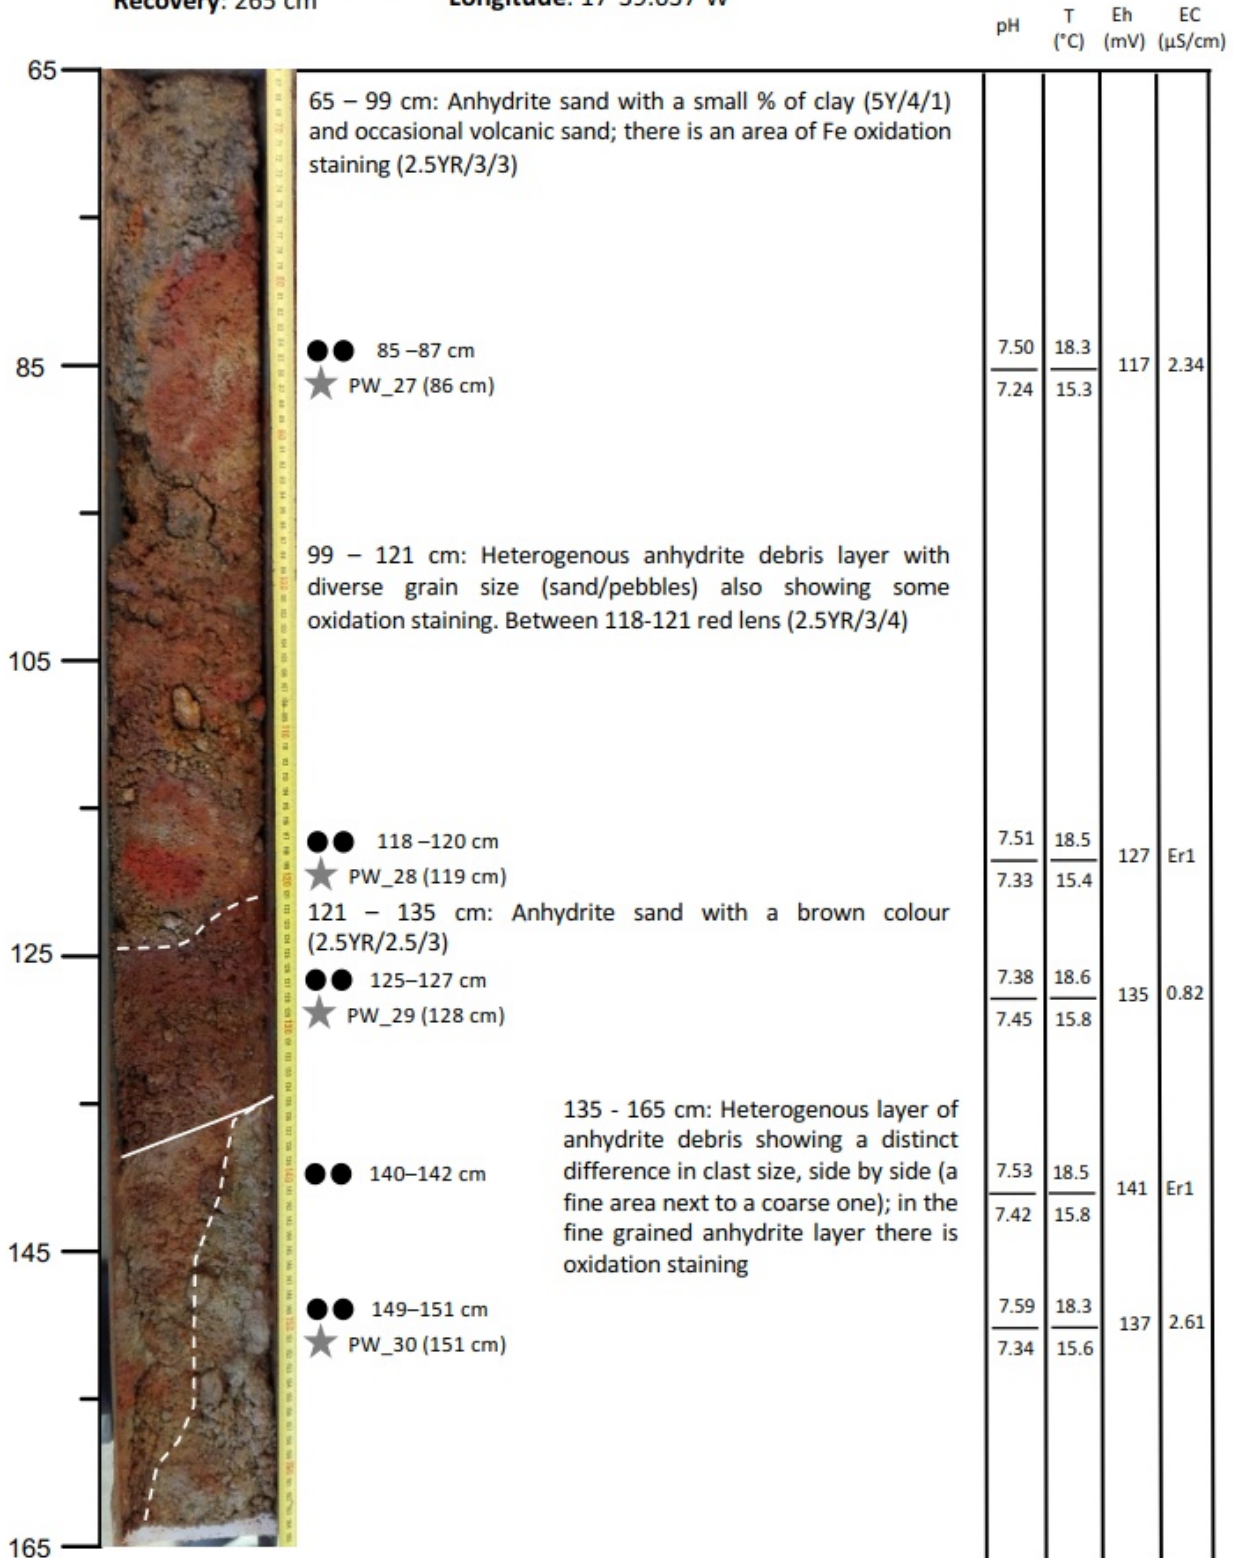 Recovery: 265 cm
pH
T
(°C)
Eh
(mV)
EC
(μS/cm)
65
65 – 99 cm: Anhydrite sand with a small % of clay (5Y/4/1)
and occasional volcanic sand; there is an area of Fe oxidation
staining (2.5YR/3/3)
85
85 –87 cm
PW_27 (86 cm)
7.50
7.24
18.3
15.3
117
2.34
99 – 121 cm: Heterogenous anhydrite debris layer with
diverse grain size (sand/pebbles) also showing some
oxidation staining. Between 118-121 red lens (2.5YR/3/4)
105
118 –120 cm
PW_28 (119 cm)
7.51
7.33
18.5
15.4
127
Er1
121 – 135 cm: Anhydrite sand with a brown colour
(2.5YR/2.5/3)
125
125–127 cm
PW_29 (128 cm)
7.38
7.45
18.6
15.8
135
0.82
135 - 165 cm: Heterogenous layer of
anhydrite debris showing a distinct
difference in clast size, side by side (a
fine area next to a coarse one); in the
fine grained anhydrite layer there is
oxidation staining
140–142 cm
7.53
7.42
18.5
15.8
141
Er1
145
149–151 cm
PW_30 (151 cm)
7.59
7.34
18.3
15.6
137
2.61
165